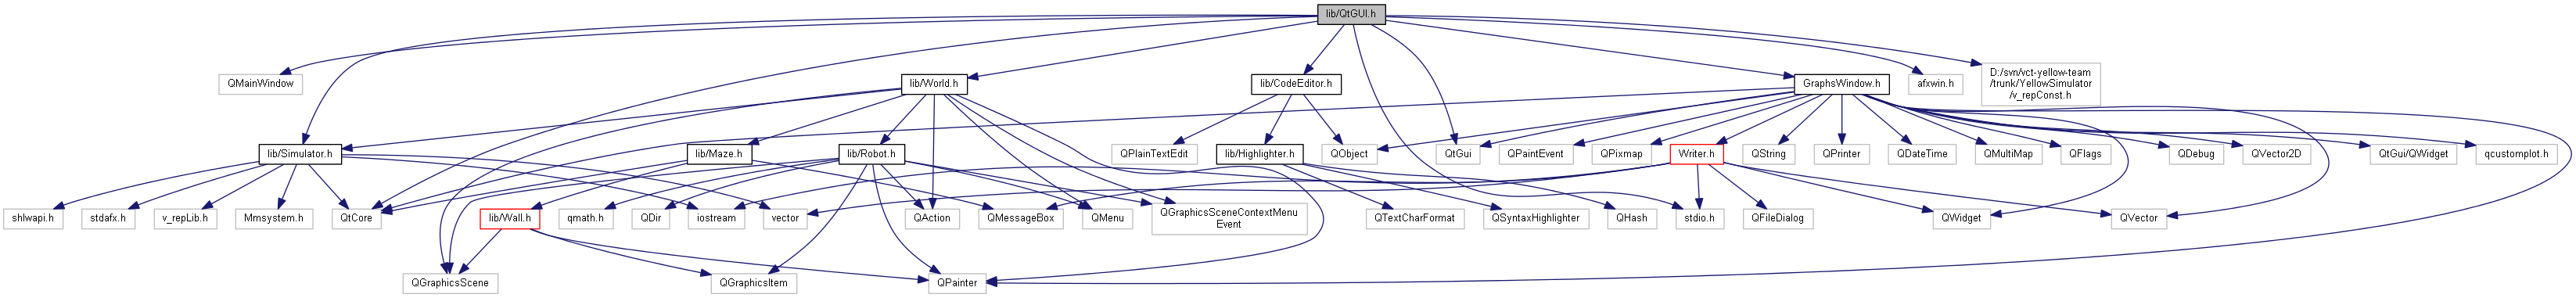 lib/QtGUI.h
QMainWindow
lib/World.h
lib/CodeEditor.h
GraphsWindow.h
afxwin.h
D:/svn/vct-yellow-team
/trunk/YellowSimulator
/v_repConst.h
lib/Simulator.h
lib/Maze.h
lib/Robot.h
QPlainTextEdit
lib/Highlighter.h
QObject
QtGui
QPaintEvent
QPixmap
Writer.h
QString
QPrinter
QDateTime
QMultiMap
QFlags
QDebug
QVector2D
QtGui/QWidget
qcustomplot.h
shlwapi.h
stdafx.h
v_repLib.h
Mmsystem.h
QtCore
lib/Wall.h
qmath.h
QDir
iostream
vector
QAction
QMessageBox
QMenu
QGraphicsSceneContextMenu
Event
QTextCharFormat
QSyntaxHighlighter
QHash
stdio.h
QFileDialog
QWidget
QVector
QGraphicsScene
QGraphicsItem
QPainter